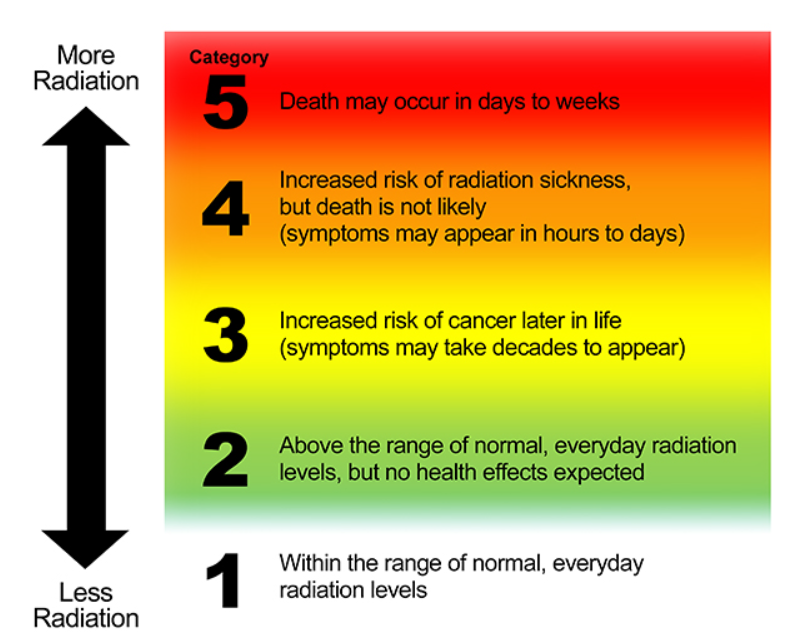 More
Radiation
Category
5
Death may occur in days to weeks
4
Increased risk of radiation sickness,
but death is not likely
(symptoms may appear in hours to days)
3
Increased risk of cancer later in life
(symptoms may take decades to appear)
2
Above the range of normal, everyday radiation
levels, but no health effects expected
1
Within the range of normal, everyday
radiation levels
Less
Radiation